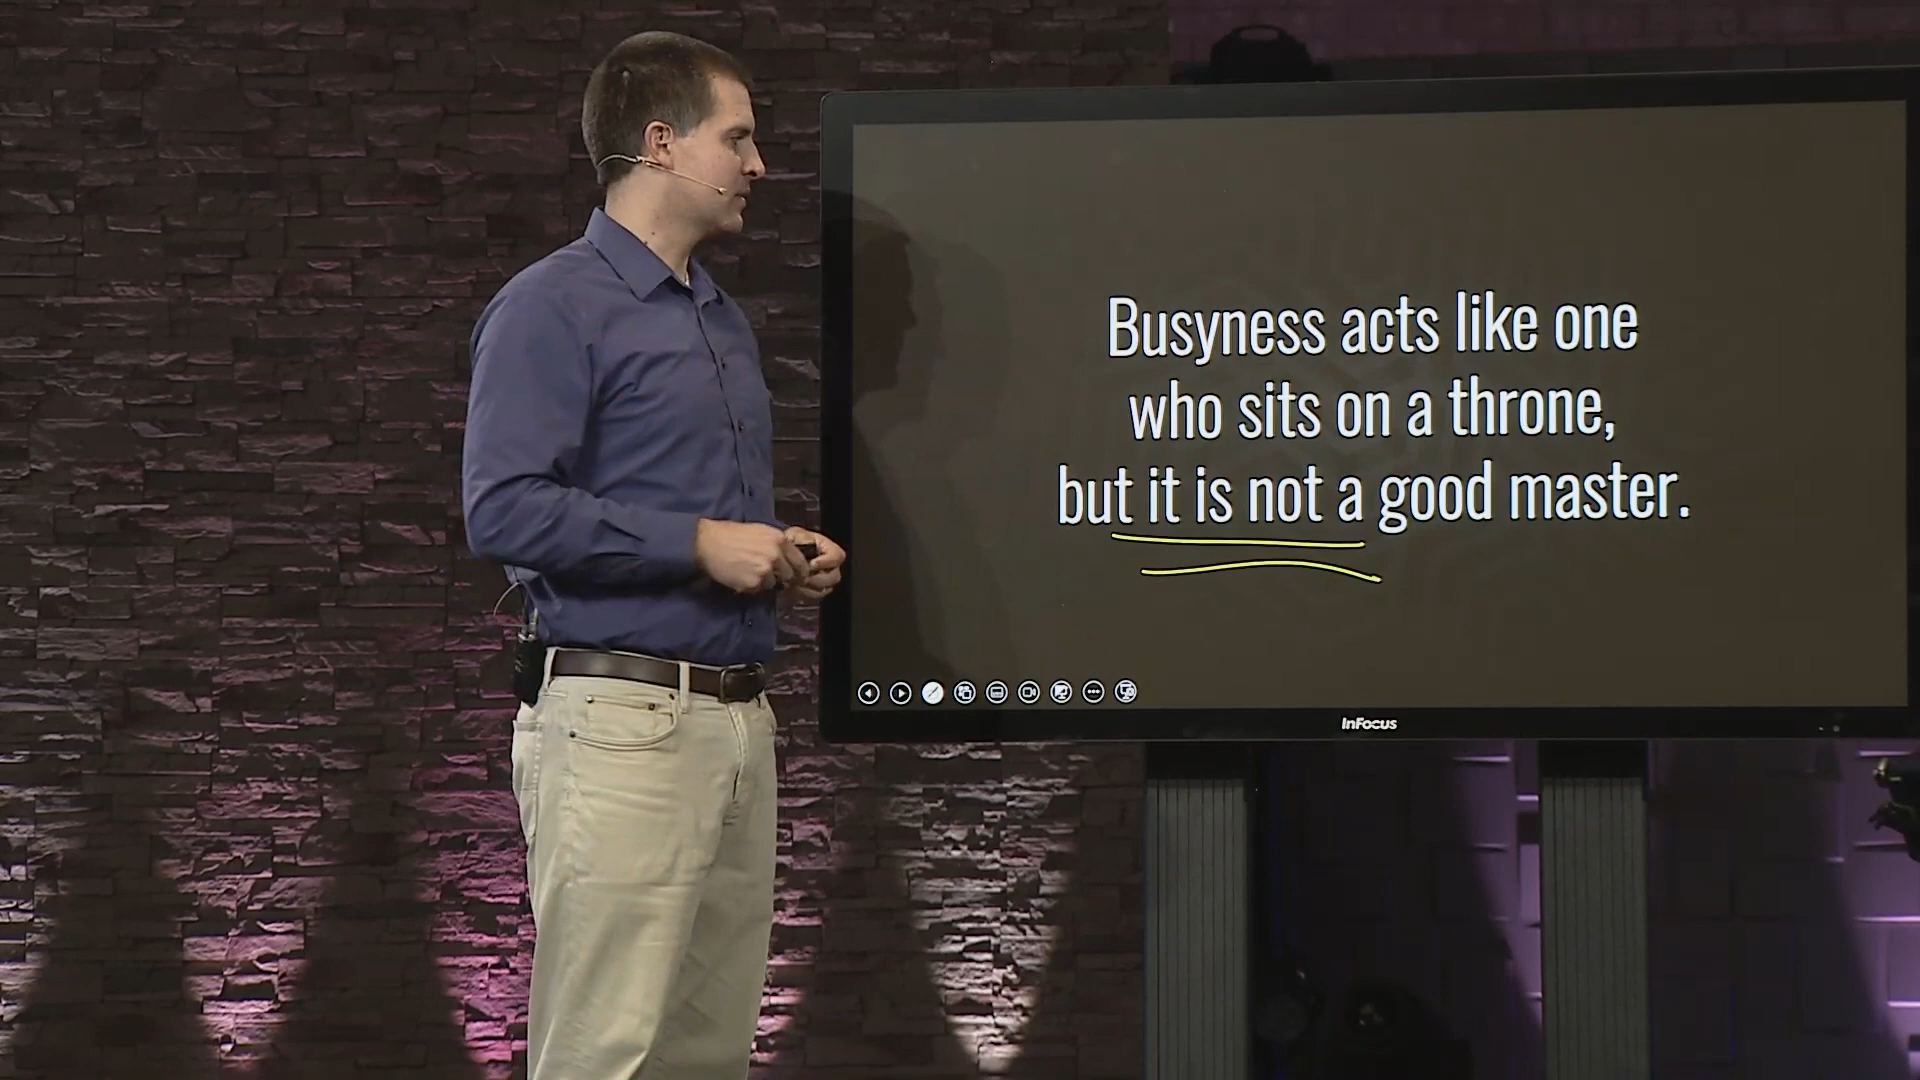 Busyness acts like one
who sits on a throne,
but it is not a good master.
InFocus